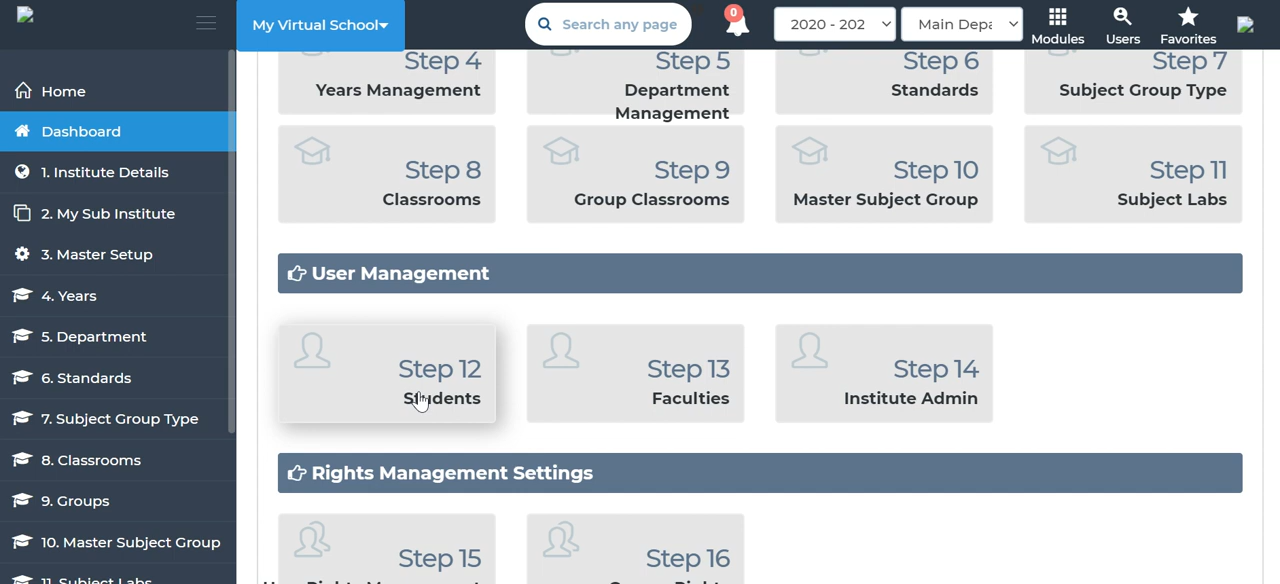 My Virtual School
Search any page
0
2020 - 202
Main Depa
Modules
Users
Favorites
Home
Dashboard
1. Institute Details
2. My Sub Institute
3. Master Setup
4. Years
5. Department
6. Standards
7. Subject Group Type
8. Classrooms
9. Groups
10. Master Subject Group
11. Subject Labs
Step 4
Years Management
Step 5
Department
Management
Step 6
Standards
Step 7
Subject Group Type
Step 8
Classrooms
Step 9
Group Classrooms
Step 10
Master Subject Group
Step 11
Subject Labs
User Management
Step 12
Students
Step 13
Faculties
Step 14
Institute Admin
Rights Management Settings
Step 15
Step 16